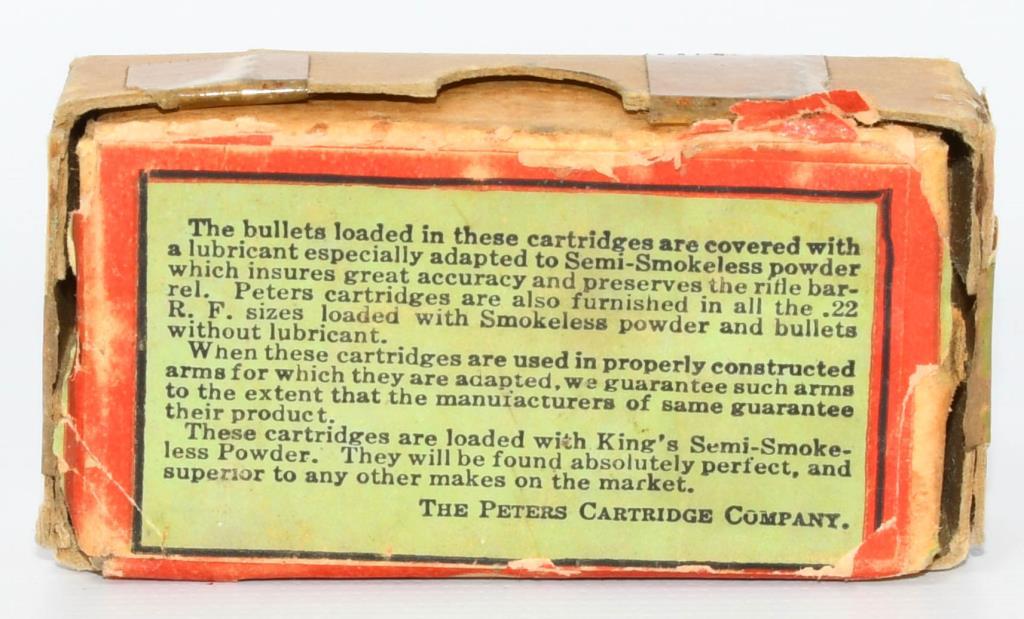 The bullets loaded in these cartridges are covered with
a lubricant especially adapted to Semi-Smokeless powder
which insures great accuracy and preserves the rifle bar-
rel. Peters cartridges are also furnished in all the .22
R. F. sizes loaded with Smokeless powder and bullets
without lubricant.
When these cartridges are used in properly constructed
arms for which they are adapted, we guarantee such arms
to the extent that the manufacturers of same guarantee
their product.
These cartridges are loaded with King's Semi-Smoke-
less Powder. They will be found absolutely perfect, and
superior to any other makes on the market.
THE PETERS CARTRIDGE COMPANY.